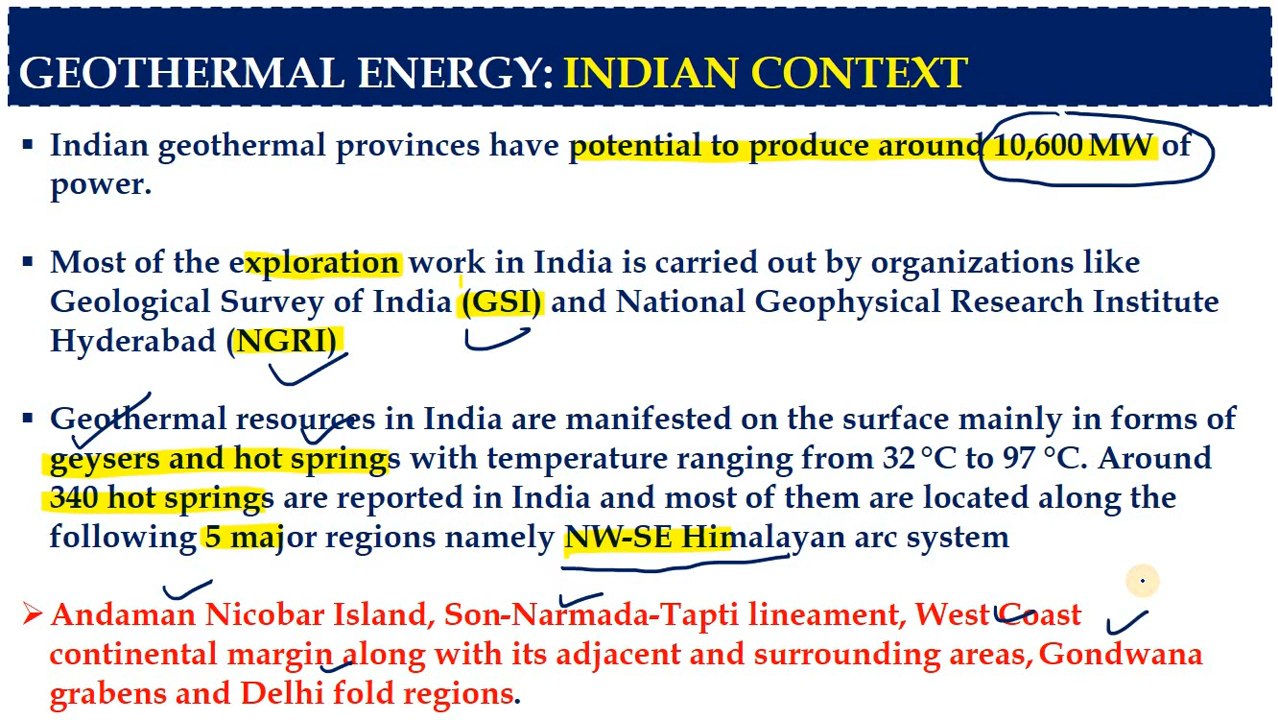 GEOTHERMAL ENERGY: INDIAN CONTEXT
▪ Indian geothermal provinces have potential to produce around 10,600 MW of
power.
▪ Most of the exploration work in India is carried out by organizations like
Geological Survey of India (GSI) and National Geophysical Research Institute
Hyderabad (NGRI)
▪ Geothermal resources in India are manifested on the surface mainly in forms of
geysers and hot springs with temperature ranging from 32 °C to 97 °C. Around
340 hot springs are reported in India and most of them are located along the
following 5 major regions namely NW-SE Himalayan arc system
➢ Andaman Nicobar Island, Son-Narmada-Tapti lineament, West Coast
continental margin along with its adjacent and surrounding areas, Gondwana
grabens and Delhi fold regions.